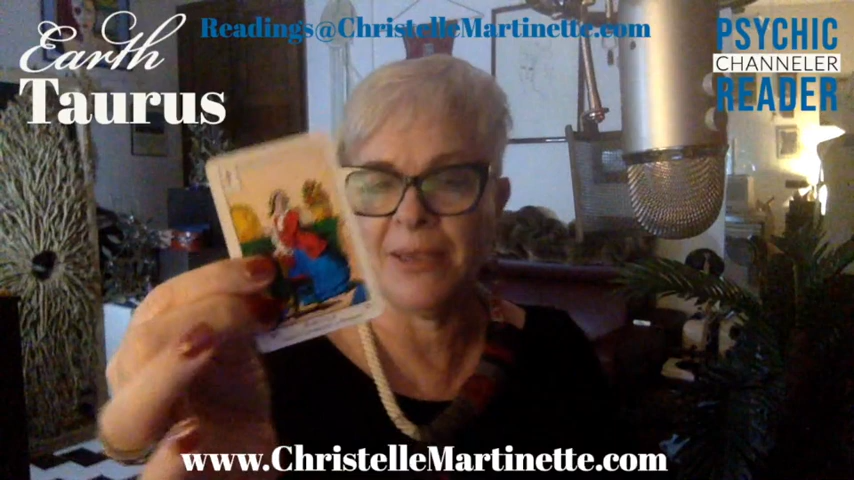 Earth
Taurus
Readings@ChristelleMartinette.com
PSYCHIC
CHANNELER
READER
www.ChristelleMartinette.com